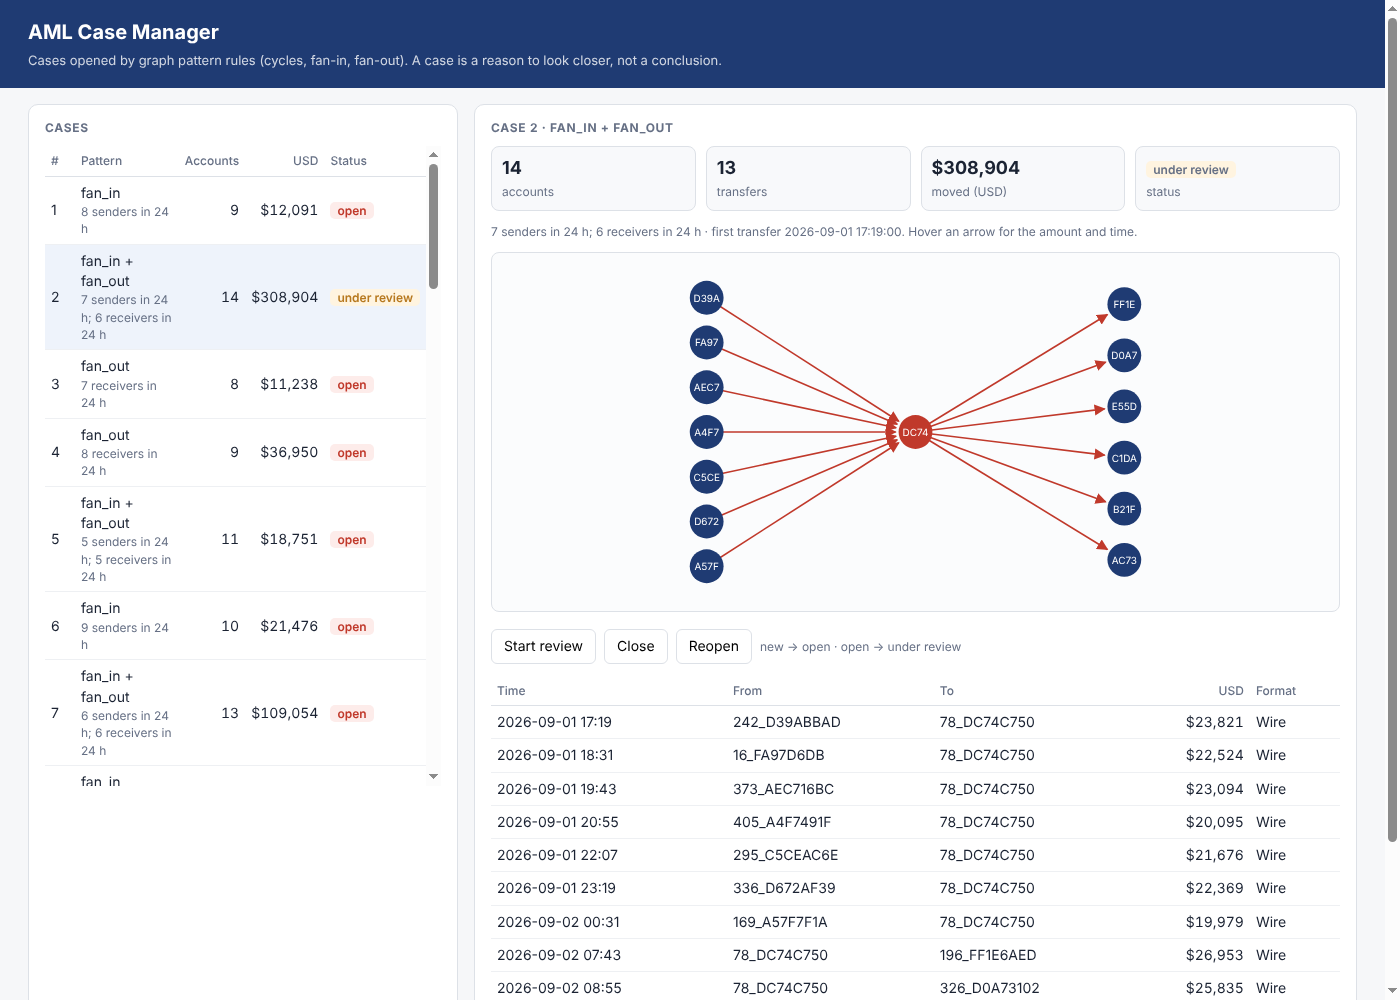 AML Case Manager
Cases opened by graph pattern rules (cycles, fan-in, fan-out). A case is a reason to look closer, not a conclusion.
CASES
# Pattern Accounts USD Status
1 fan_in 9 $12,091 open
8 senders in 24
h
2 fan_in +
fan_out 14 $308,904 under review
7 senders in 24
h; 6 receivers in
24 h
3 fan_out 8 $11,238 open
7 receivers in
24 h
4 fan_out 9 $36,950 open
8 receivers in
24 h
5 fan_in +
fan_out 11 $18,751 open
5 senders in 24
h; 5 receivers in
24 h
6 fan_in 10 $21,476 open
9 senders in 24
h
7 fan_in +
fan_out 13 $109,054 open
6 senders in 24
h; 6 receivers in
24 h
fan_in
CASE 2 · FAN_IN + FAN_OUT
14
accounts
13
transfers
$308,904
moved (USD)
under review
status
7 senders in 24 h; 6 receivers in 24 h · first transfer 2026-09-01 17:19:00. Hover an arrow for the amount and time.
D39A
FA97
AEC7
A4F7
C5CE
D672
A57F
DC74
FF1E
D0A7
E55D
C1DA
B21F
AC73
Start review Close Reopen new → open · open → under review
Time From To USD Format
2026-09-01 17:19 242_D39ABBAD 78_DC74C750 $23,821 Wire
2026-09-01 18:31 16_FA97D6DB 78_DC74C750 $22,524 Wire
2026-09-01 19:43 373_AEC716BC 78_DC74C750 $23,094 Wire
2026-09-01 20:55 405_A4F7491F 78_DC74C750 $20,095 Wire
2026-09-01 22:07 295_C5CEAC6E 78_DC74C750 $21,676 Wire
2026-09-01 23:19 336_D672AF39 78_DC74C750 $22,369 Wire
2026-09-02 00:31 169_A57F7F1A 78_DC74C750 $19,979 Wire
2026-09-02 07:43 78_DC74C750 196_FF1E6AED $26,953 Wire
2026-09-02 08:55 78_DC74C750 326_D0A73102 $25,835 Wire